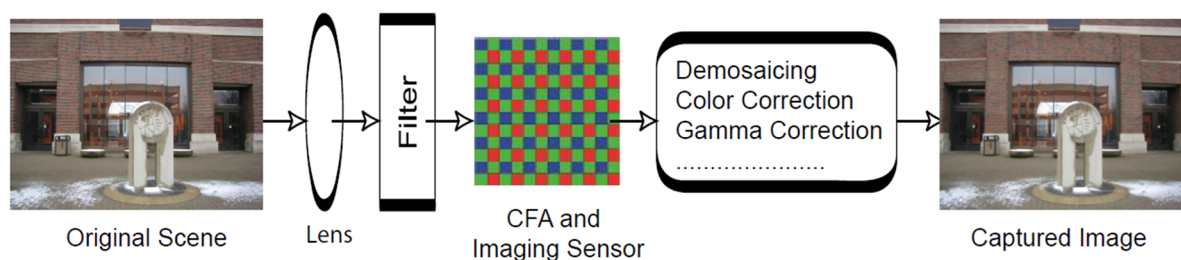 Original Scene
Lens
Filter
CFA and
Imaging Sensor
Demosaicing
Color Correction
Gamma Correction
........................
Captured Image